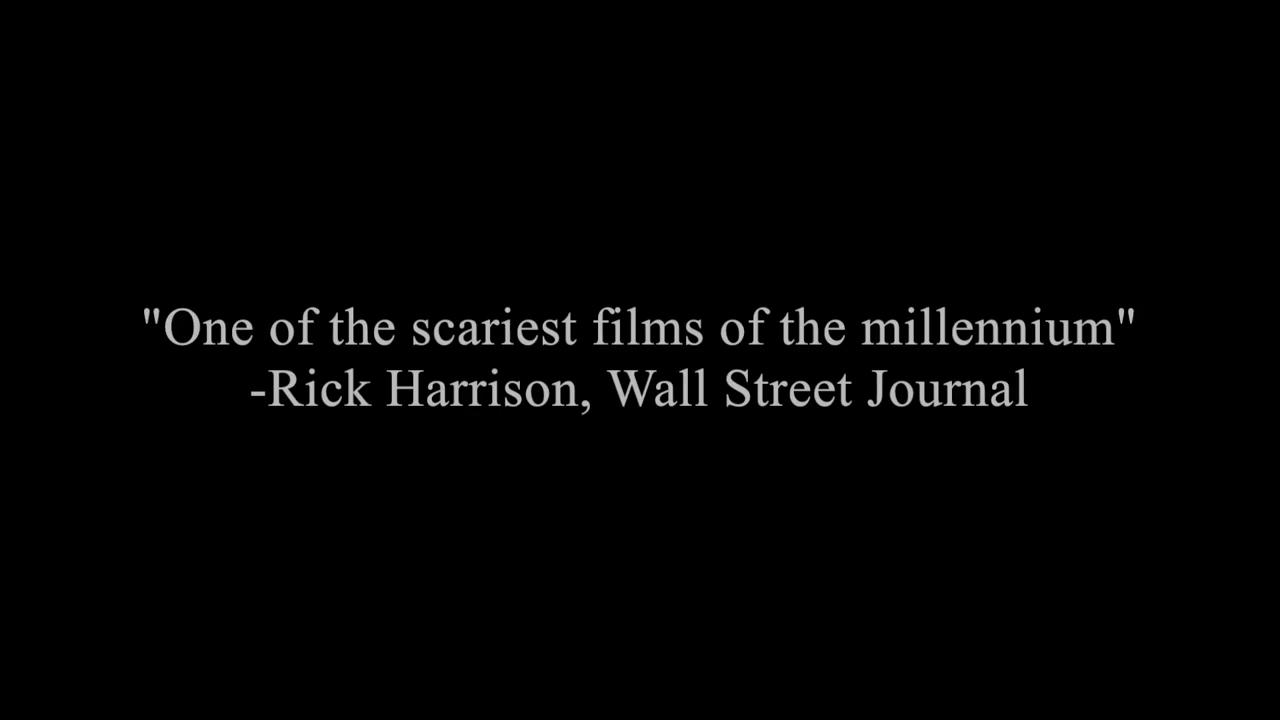 "One of the scariest films of the millennium"
-Rick Harrison, Wall Street Journal